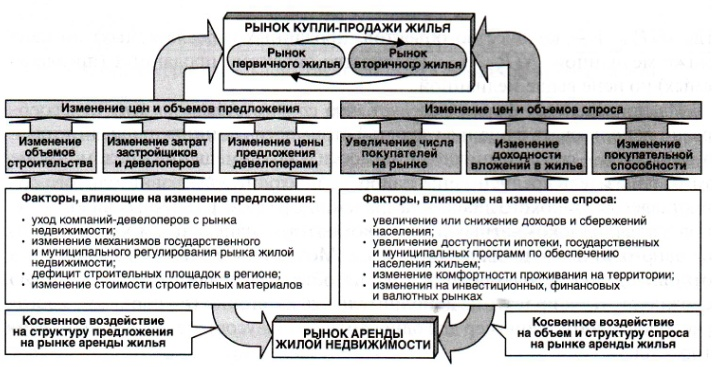 РЫНОК КУПЛИ-ПРОДАЖИ ЖИЛЬЯ
Рынок
первичного жилья
Рынок
вторичного жилья
Изменение цен и объемов предложения
Изменение
объемов
строительства
Изменение затрат
застройщиков
и девелоперов
Изменение цены
предложения
девелоперами
Факторы, влияющие на изменение предложения:
• уход компаний-девелоперов с рынка
недвижимости;
• изменение механизмов государственного
и муниципального регулирования рынка жилой
недвижимости;
• дефицит строительных площадок в регионе;
• изменение стоимости строительных материалов
Изменение цен и объемов спроса
Увеличение числа
покупателей
на рынке
Изменение
доходности
вложений в жилье
Изменение
покупательной
способности
Факторы, влияющие на изменение спроса:
• увеличение или снижение доходов и сбережений
населения;
• увеличение доступности ипотеки, государственных
и муниципальных программ по обеспечению
населения жильем;
• изменение комфортности проживания на территории;
• изменения на инвестиционных, финансовых
и валютных рынках
Косвенное воздействие
на структуру предложения
на рынке аренды жилья
РЫНОК АРЕНДЫ
ЖИЛОЙ НЕДВИЖИМОСТИ
Косвенное воздействие
на объем и структуру спроса
на рынке аренды жилья